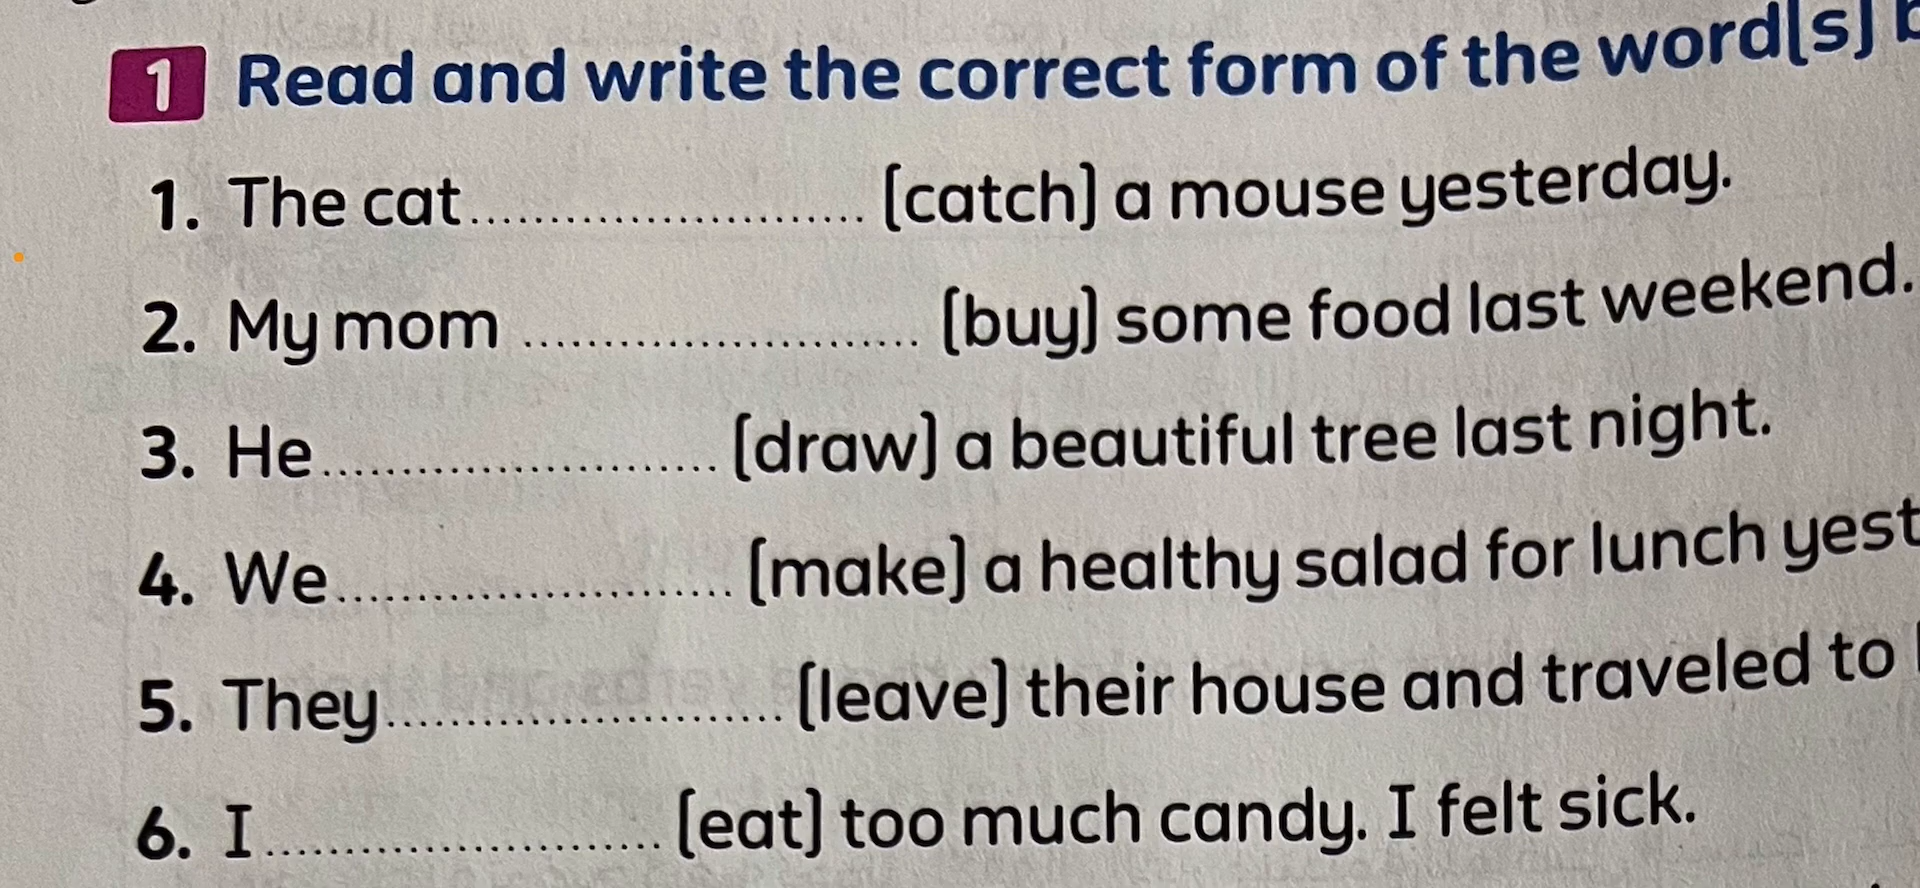 1 Read and write the correct form of the word(s)
1. The cat ........................ (catch) a mouse yesterday.
2. My mom ........................ (buy) some food last weekend.
3. He ........................ (draw) a beautiful tree last night.
4. We ........................ (make) a healthy salad for lunch yest
5. They ........................ (leave) their house and traveled to
6. I ........................ (eat) too much candy. I felt sick.